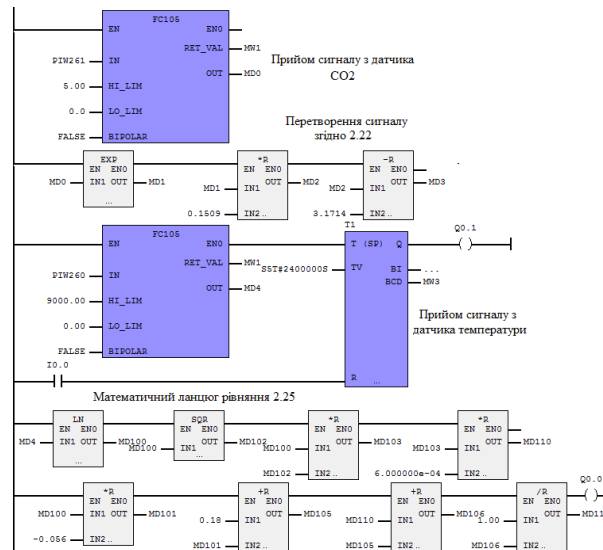 FC105
EN ENO
RET_VAL MW1
PIW261 IN
OUT MD0
5.00 HI_LIM
0.0 LO_LIM
FALSE BIPOLAR
Прийом сигналу з датчика
CO2
Перетворення сигналу
згідно 2.22
EXP
EN ENO
MD0 IN1 OUT MD1
...
*R
EN ENO
MD1 IN1 OUT MD2
0.1509 IN2..
-R
EN ENO
MD2 IN1 OUT MD3
3.1714 IN2..
FC105
EN ENO
RET_VAL MW1
PIW260 IN
OUT MD4
9000.00 HI_LIM
0.00 LO_LIM
FALSE BIPOLAR
T1
T (SP) Q
S5T#2400000S TV BI ...
BCD MW3
R ...
Q0.1
( )
Прийом сигналу з
датчика температури
I0.0
Математичний ланцюг рівняння 2.25
LN
EN ENO
MD4 IN1 OUT MD100
...
SQR
EN ENO
MD100 IN1 OUT MD102
...
*R
EN ENO
MD100 IN1 OUT MD103
MD102 IN2..
*R
EN ENO
MD103 IN1 OUT MD110
6.000000e-04 IN2..
*R
EN ENO
MD100 IN1 OUT MD101
-0.056 IN2..
+R
EN ENO
0.18 IN1 OUT MD105
MD101 IN2..
+R
EN ENO
MD110 IN1 OUT MD106
MD105 IN2..
/R
EN ENO
1.00 IN1 OUT MD11
MD106 IN2..
Q0.0
( )